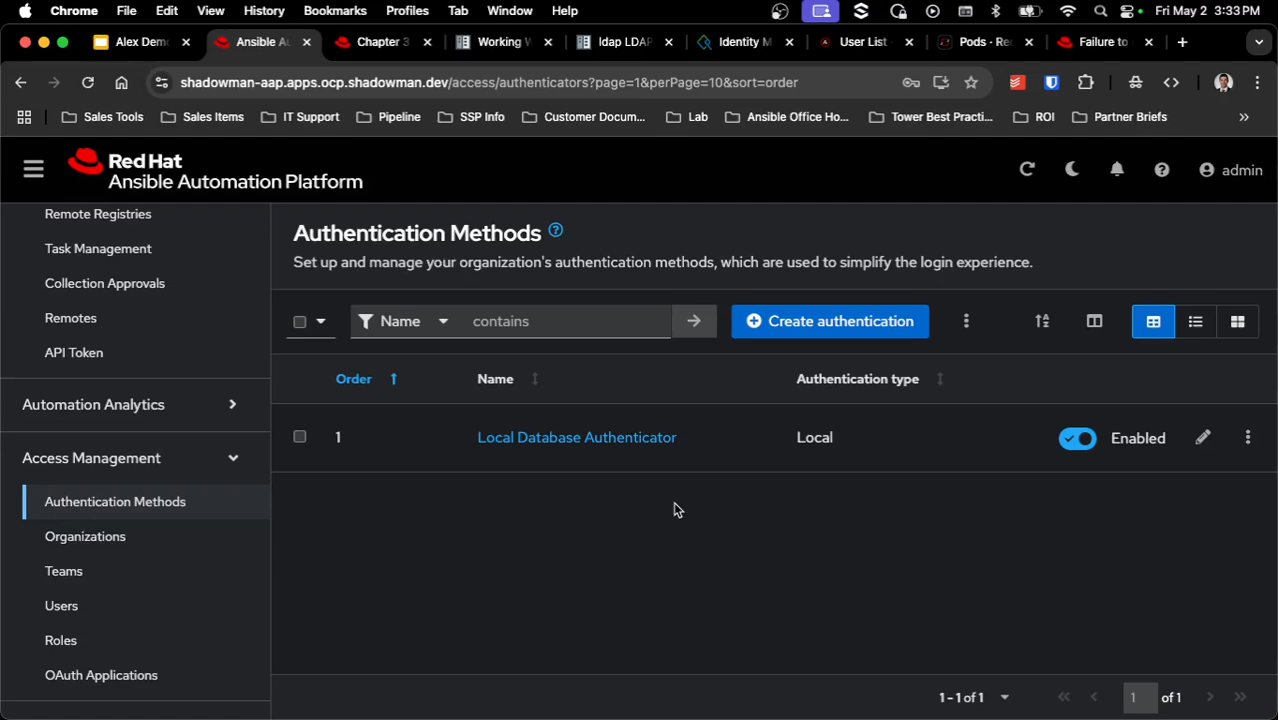 Chrome File Edit View History Bookmarks Profiles Tab Window Help Fri May 2 3:33 PM
Alex Demo Ansible Au Chapter 3 Working W ldap LDAP Identity M User List Pods · Re Failure to
shadowman-aap.apps.ocp.shadowman.dev/access/authenticators?page=1&perPage=10&sort=order
Sales Tools Sales Items IT Support Pipeline SSP Info Customer Docum... Lab Ansible Office Ho... Tower Best Practi... ROI Partner Briefs
Red Hat
Ansible Automation Platform
admin
Remote Registries
Task Management
Collection Approvals
Remotes
API Token
Automation Analytics
Access Management
Authentication Methods
Organizations
Teams
Users
Roles
OAuth Applications
Authentication Methods
Set up and manage your organization's authentication methods, which are used to simplify the login experience.
Name contains Create authentication
Order Name Authentication type
1 Local Database Authenticator Local Enabled
1 - 1 of 1 1 of 1